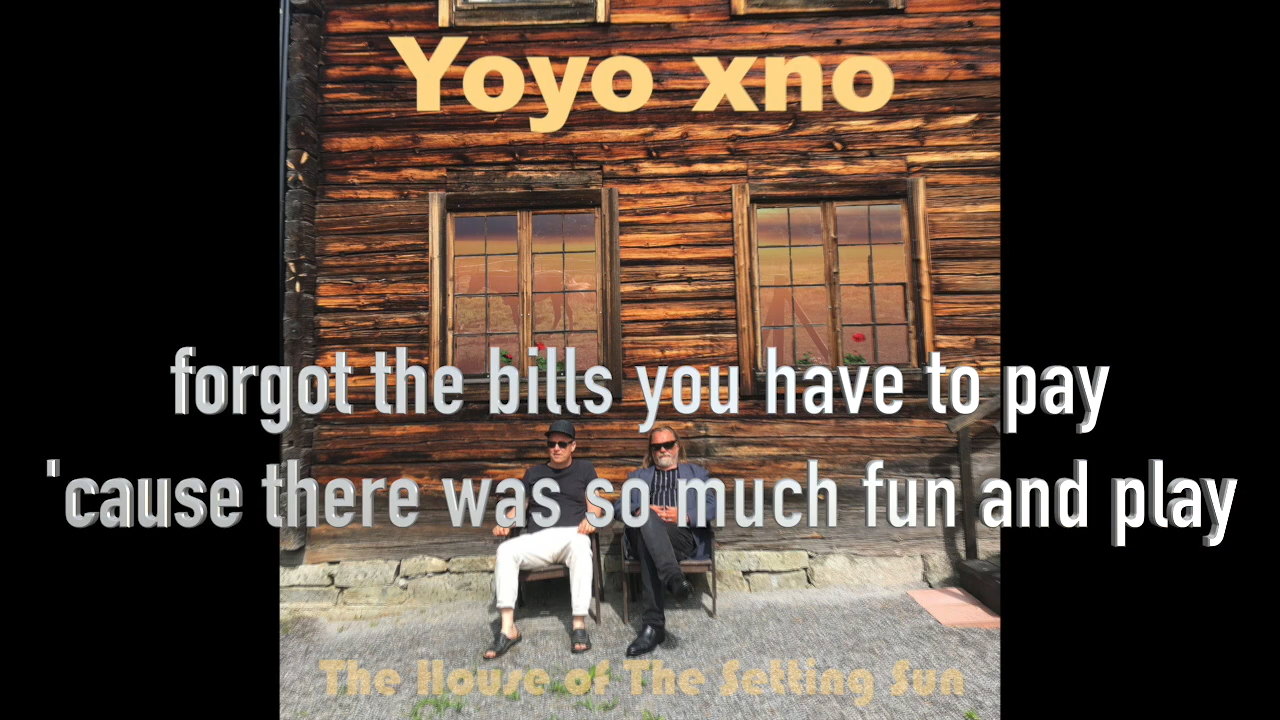 Yoyo xno
forgot the bills you have to pay
'cause there was so much fun and play
The House of The Setting Sun